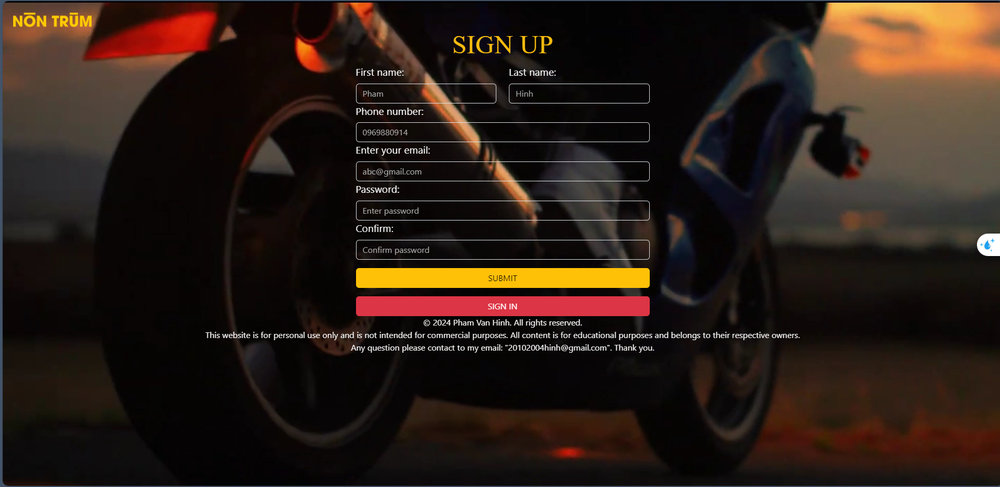 NÓN TRÙM
SIGN UP
First name:
Last name:
Pham
Hinh
Phone number:
0969880914
Enter your email:
abc@gmail.com
Password:
Enter password
Confirm:
Confirm password
SUBMIT
SIGN IN
© 2024 Pham Van Hinh. All rights reserved.
This website is for personal use only and is not intended for commercial purposes. All content is for educational purposes and belongs to their respective owners.
Any question please contact to my email: "20102004hinh@gmail.com". Thank you.